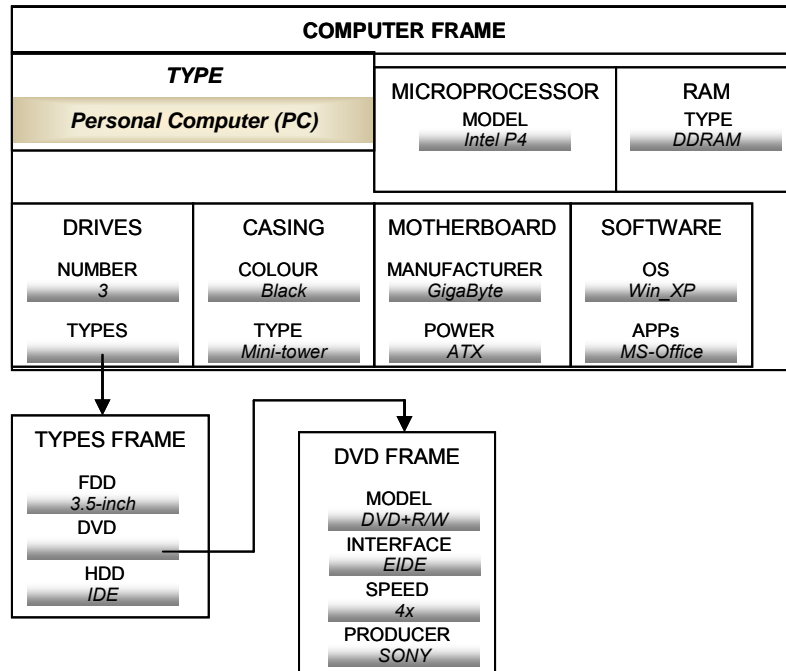 COMPUTER FRAME
TYPE
Personal Computer (PC)
MICROPROCESSOR
MODEL
Intel P4
RAM
TYPE
DDRAM
DRIVES
NUMBER
3
TYPES
CASING
COLOUR
Black
TYPE
Mini-tower
MOTHERBOARD
MANUFACTURER
GigaByte
POWER
ATX
SOFTWARE
OS
Win_XP
APPs
MS-Office
TYPES FRAME
FDD
3.5-inch
DVD
HDD
IDE
DVD FRAME
MODEL
DVD+R/W
INTERFACE
EIDE
SPEED
4x
PRODUCER
SONY